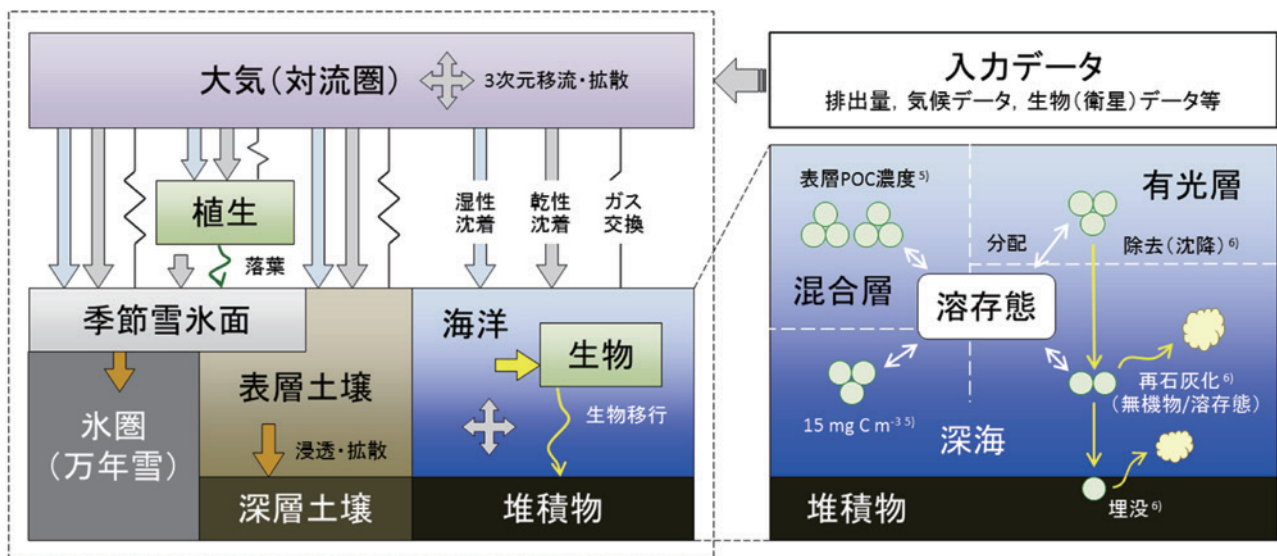 大気(対流圏)
3次元移流・拡散
植生
落葉
湿性
沈着
乾性
沈着
ガス
交換
季節雪氷面
氷圏
(万年雪)
表層土壌
浸透・拡散
深層土壌
海洋
生物
生物移行
堆積物
入力データ
排出量, 気候データ, 生物(衛星)データ等
表層POC濃度 5)
有光層
分配
除去(沈降) 6)
混合層
溶存態
15 mg C m-3 5)
再石灰化 6)
(無機物/溶存態)
深海
堆積物
埋没 6)